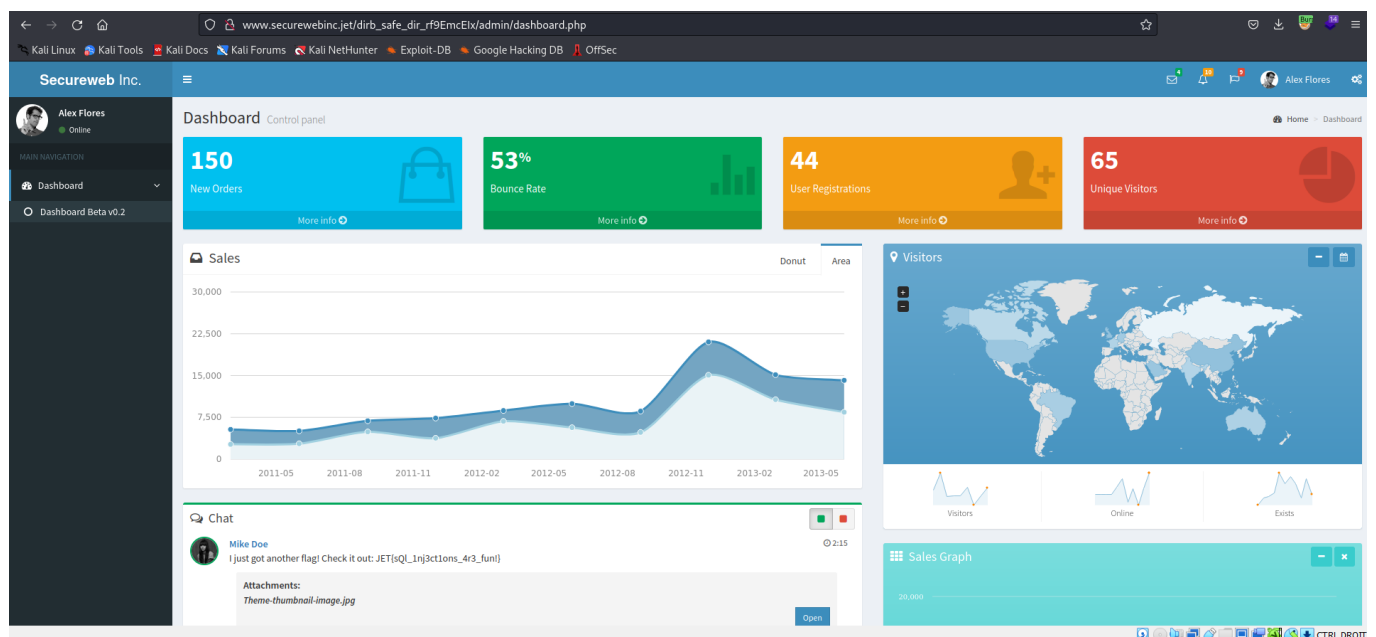 www.securewebinc.jet/dirb_safe_dir_rf9EmcEIx/admin/dashboard.php
Kali Linux Kali Tools Kali Docs Kali Forums Kali NetHunter Exploit-DB Google Hacking DB OffSec
Secureweb Inc.
4 10 9 Alex Flores
Alex Flores
Online
MAIN NAVIGATION
Dashboard
Dashboard Beta v0.2
Dashboard Control panel
Home > Dashboard
150
New Orders
More info
53%
Bounce Rate
More info
44
User Registrations
More info
65
Unique Visitors
More info
Sales
Donut Area
30,000
22,500
15,000
7,500
0
2011-05 2011-08 2011-11 2012-02 2012-05 2012-08 2012-11 2013-02 2013-05
Chat
Mike Doe
2:15
I just got another flag! Check it out: JET{sQl_1nj3ct1ons_4r3_fun!}
Attachments:
Theme-thumbnail-image.jpg
Open
Visitors
+
−
Visitors Online Exists
Sales Graph
20,000
CTRL DROITE